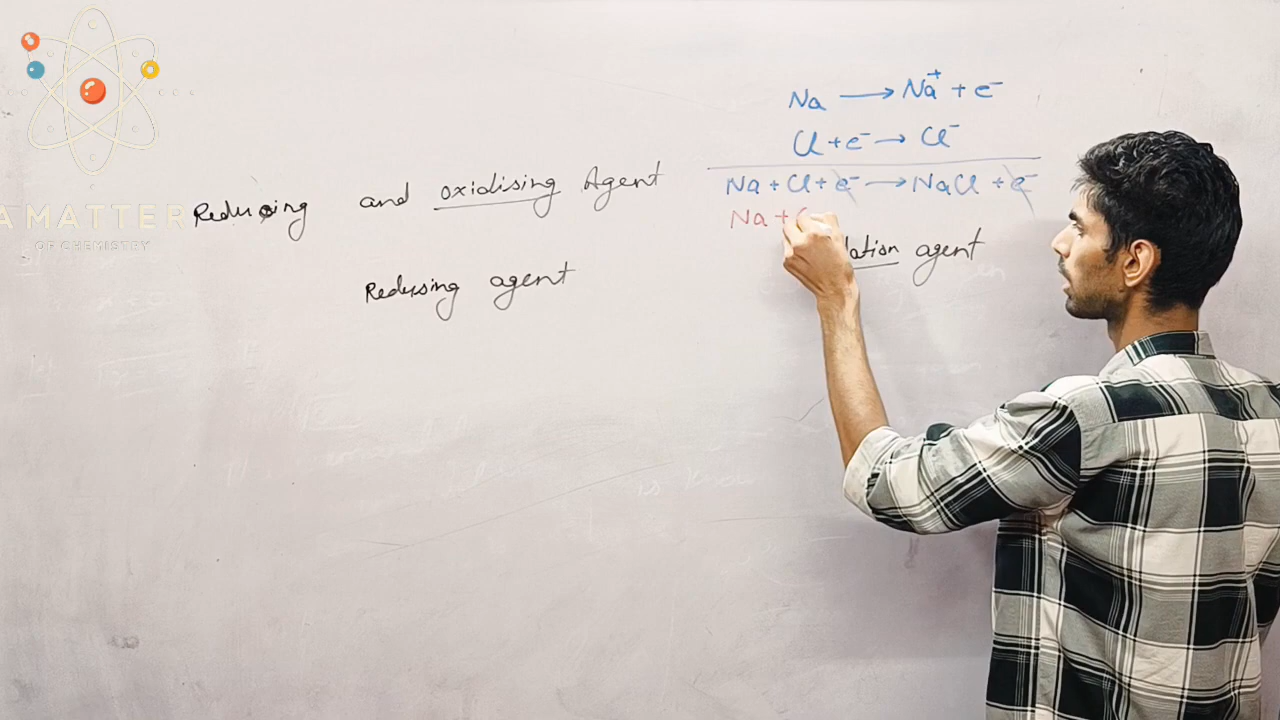 Na ⟶ Na⁺ + e⁻
Cl + e⁻ → Cl⁻
Na + Cl + e⁻ ⟶ NaCl + e⁻
Na +
Reducing and oxidising Agent
agent
Reducing agent
A MATTER
OF CHEMISTRY